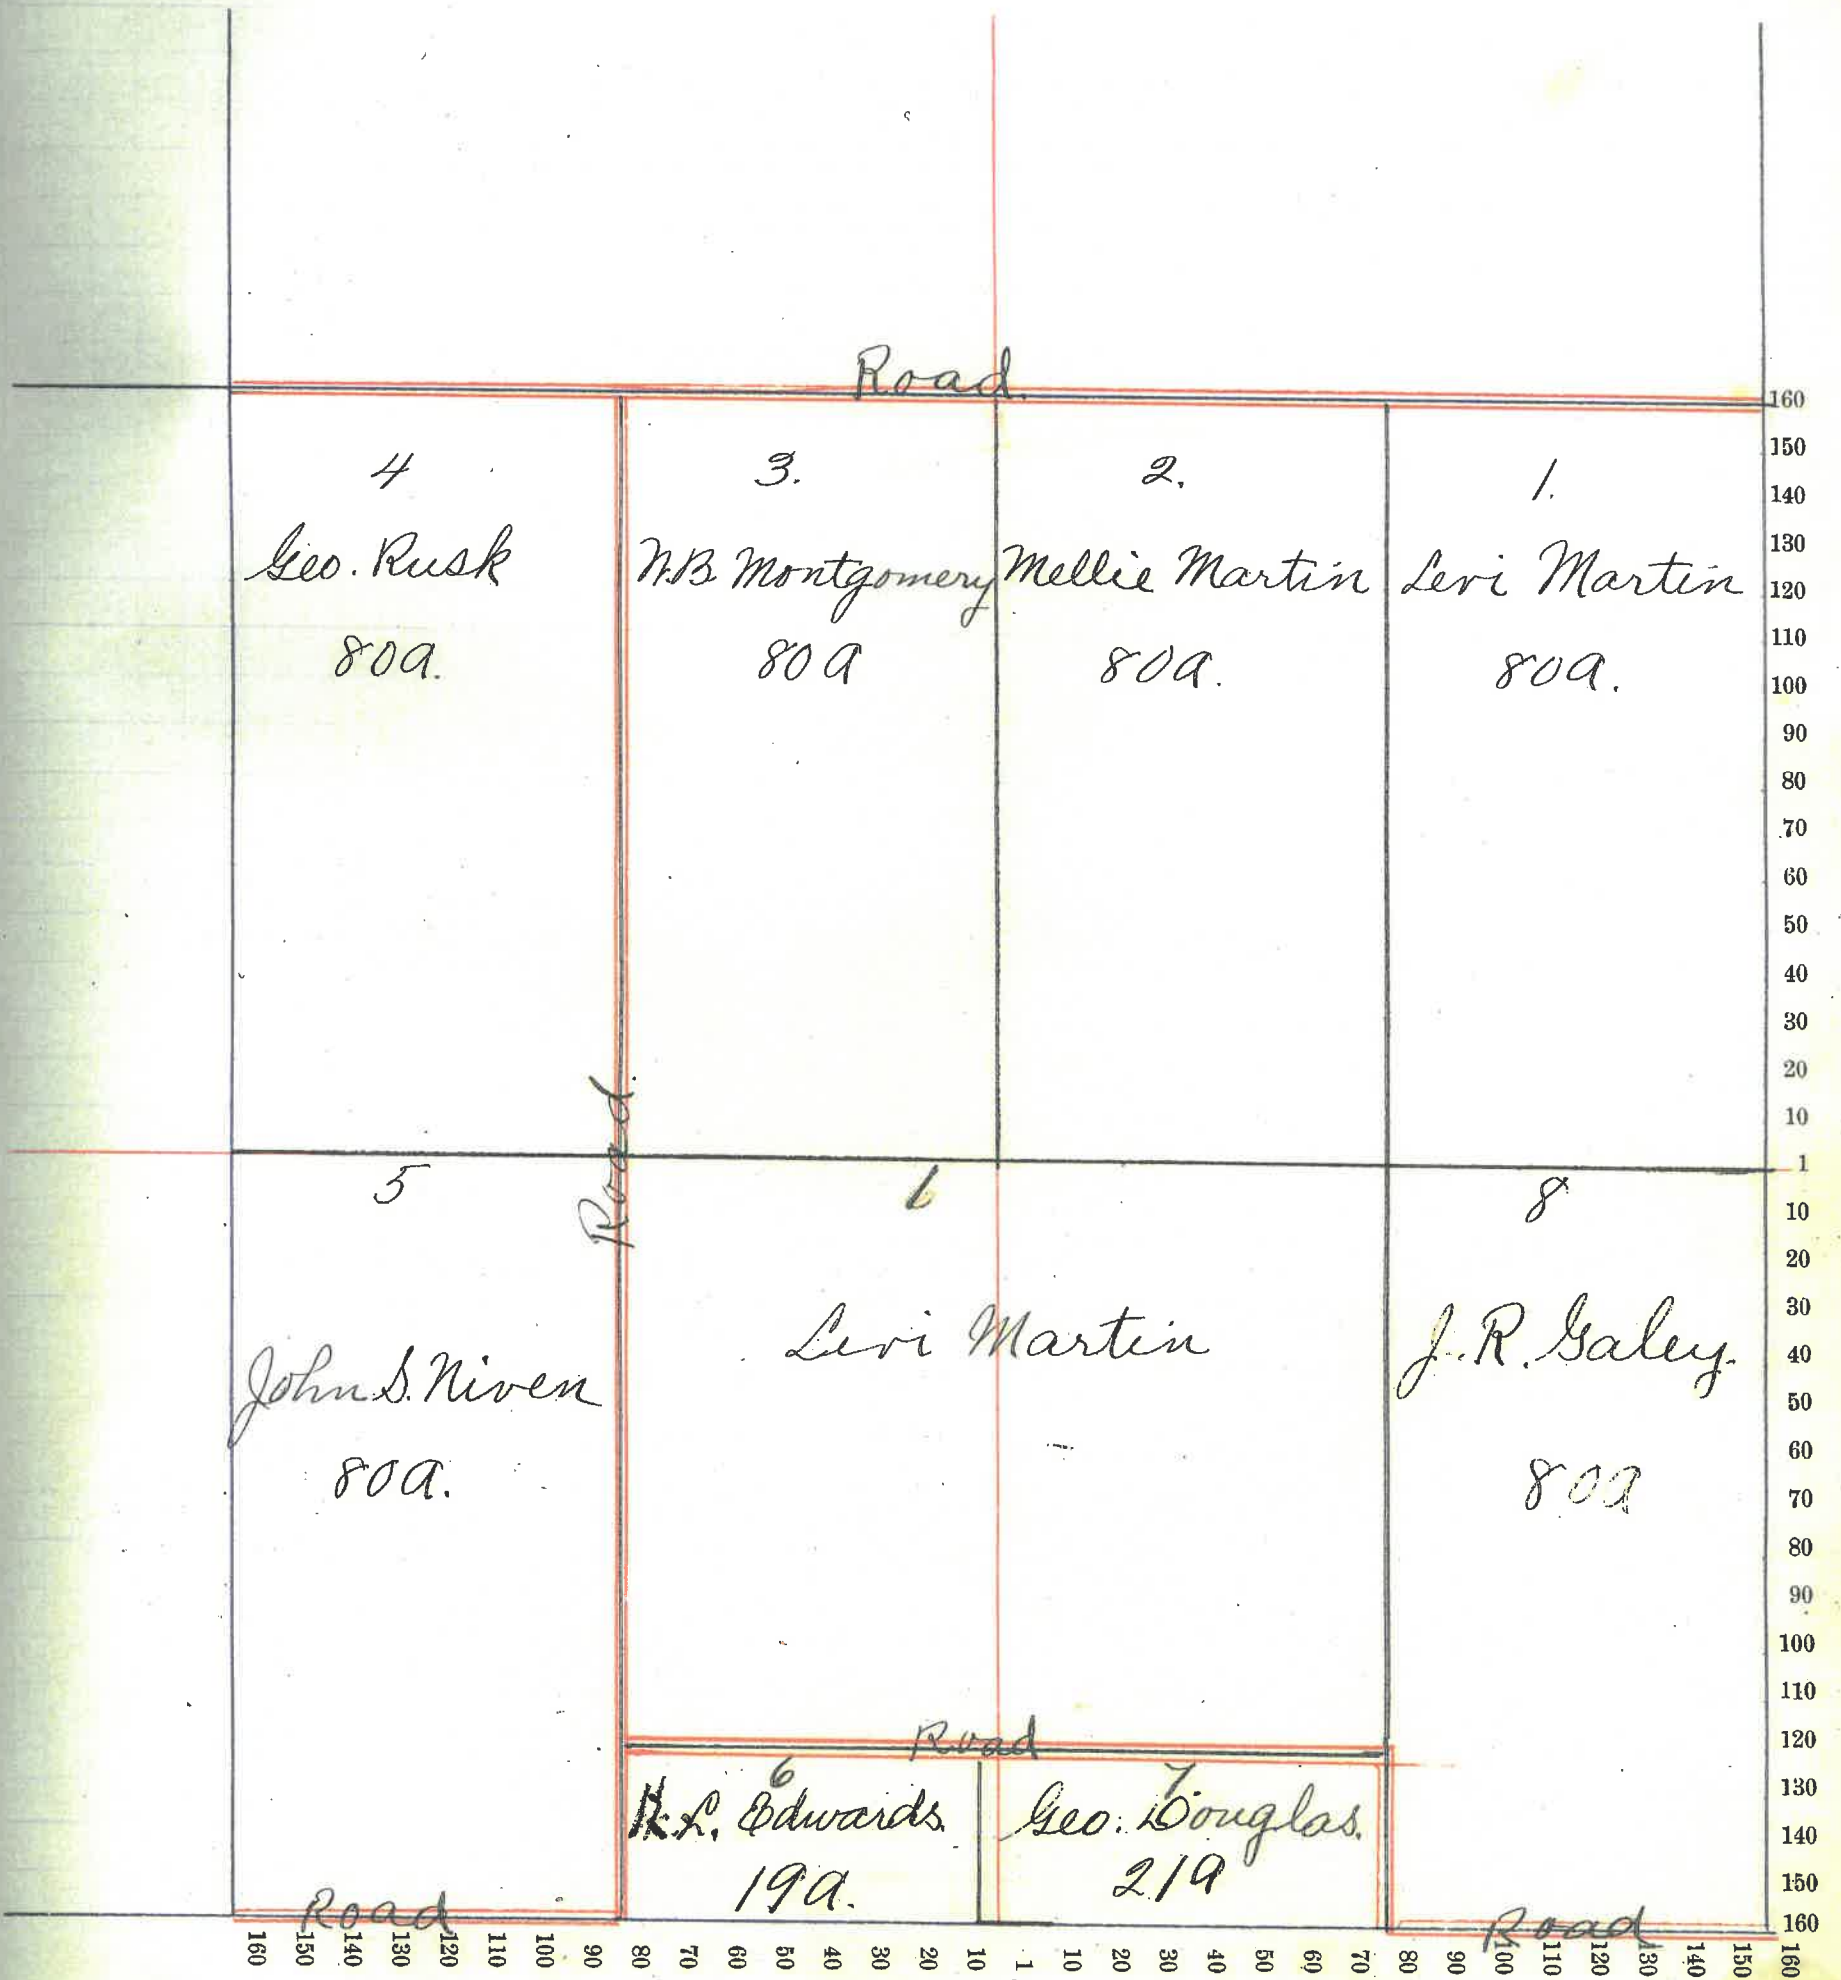 Road.
4
Geo. Rusk
80a.
3.
W.B. Montgomery
80a
2.
Mellie Martin
80a.
1.
Levi Martin
80a.
160
150
140
130
120
110
100
90
80
70
60
50
40
30
20
10
1
10
20
30
40
50
60
70
80
90
100
110
120
130
140
150
160
Road.
5
John S. Niven
80a.
1
Levi Martin
8
J. R. Galey.
80a
Road
6
L. Edwards.
19a.
7.
Geo. Douglas.
21a
Road
Road
160 150 140 130 120 110 100 90 80 70 60 50 40 30 20 10 1 10 20 30 40 50 60 70 80 90 100 110 120 130 140 150 160